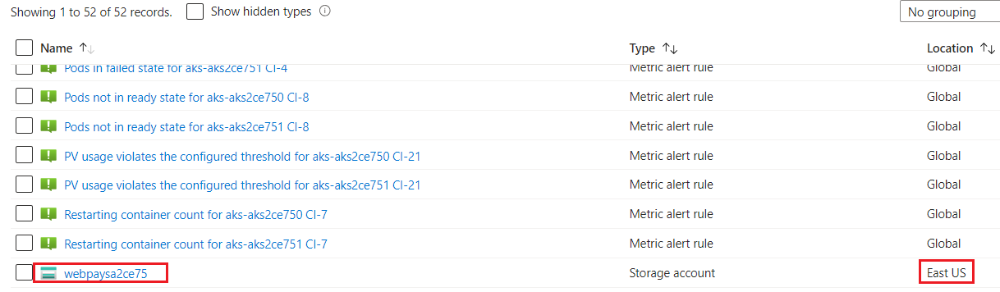 Showing 1 to 52 of 52 records. Show hidden types No grouping
Name Type Location
Pods in failed state for aks-aks2ce751 CI-4 Metric alert rule Global
Pods not in ready state for aks-aks2ce750 CI-8 Metric alert rule Global
Pods not in ready state for aks-aks2ce751 CI-8 Metric alert rule Global
PV usage violates the configured threshold for aks-aks2ce750 CI-21 Metric alert rule Global
PV usage violates the configured threshold for aks-aks2ce751 CI-21 Metric alert rule Global
Restarting container count for aks-aks2ce750 CI-7 Metric alert rule Global
Restarting container count for aks-aks2ce751 CI-7 Metric alert rule Global
webpaysa2ce75 Storage account East US